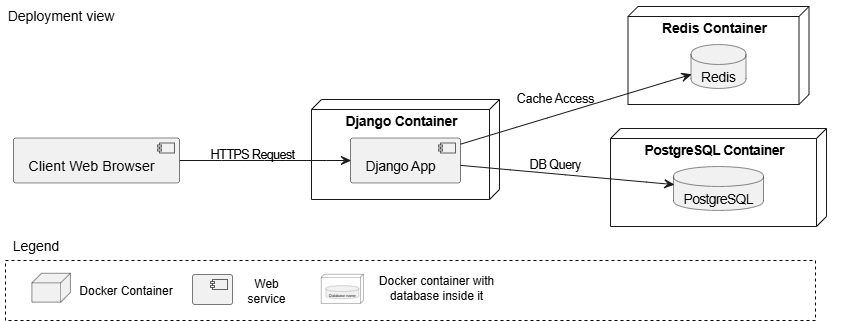 Deployment view
Redis Container
Redis
Cache Access
Django Container
Client Web Browser
HTTPS Request
Django App
DB Query
PostgreSQL Container
PostgreSQL
Legend
Docker Container
Web
service
Database name
Docker container with
database inside it